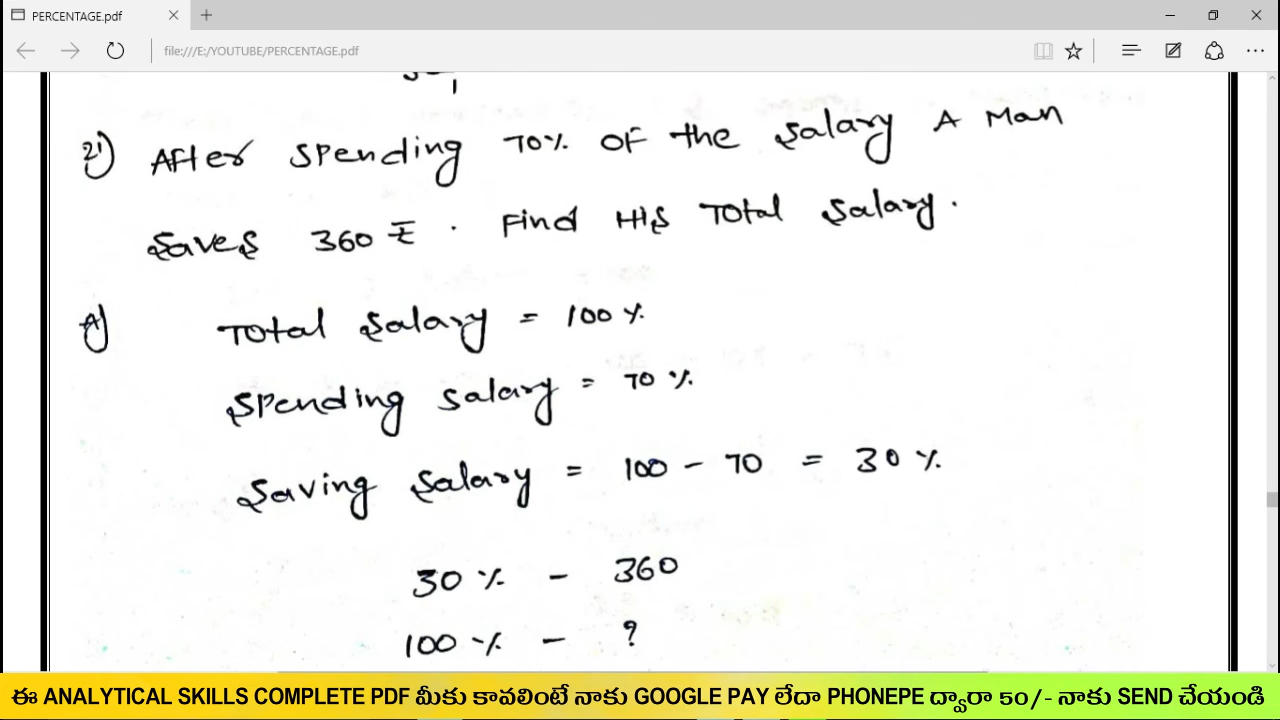 PERCENTAGE.pdf
file:///E:/YOUTUBE/PERCENTAGE.pdf
21) After spending 70% of the salary A Man
saves 360 ₹. Find His Total salary.
A) Total salary = 100%
spending salary = 70%
saving salary = 100 - 70 = 30%
30% - 360
100% - ?
ఈ ANALYTICAL SKILLS COMPLETE PDF మీకు కావలింటే నాకు GOOGLE PAY లేదా PHONEPE ద్వారా 50/- నాకు SEND చేయండి